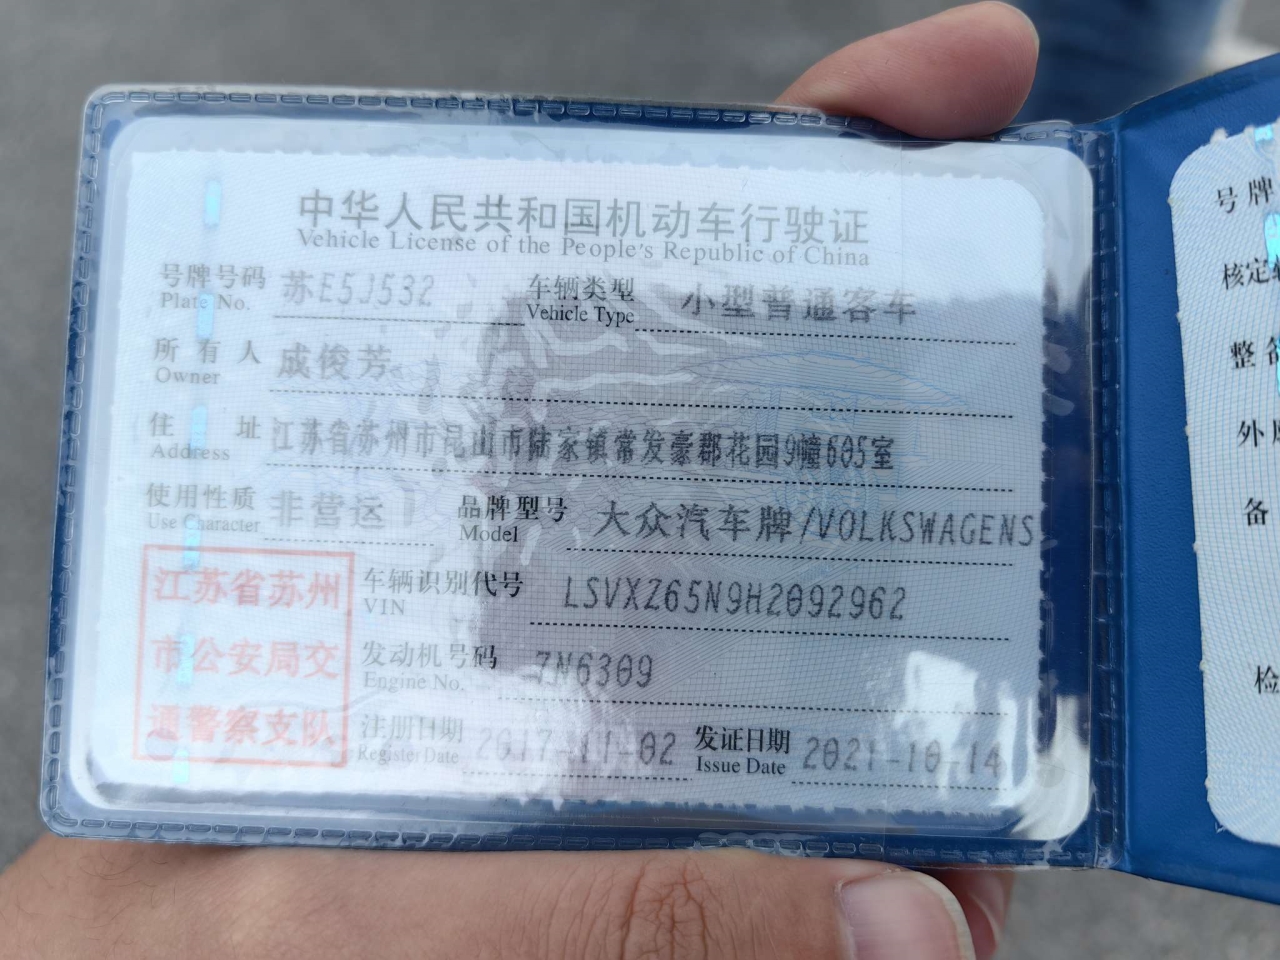 中华人民共和国机动车行驶证
Vehicle License of the People's Republic of China
号牌号码 苏E5J532 车辆类型 小型普通客车
Plate No. Vehicle Type
所有人 成俊芳
Owner
住址 江苏省苏州市昆山市陆家镇常发豪郡花园9幢605室
Address
使用性质 非营运 品牌型号 大众汽车牌/VOLKSWAGENS
Use Character Model
江苏省苏州
市公安局交
通警察支队
车辆识别代号 LSVXZ65N9H2092962
VIN
发动机号码 7N6309
Engine No.
注册日期 2017-11-02 发证日期 2021-10-14
Register Date Issue Date
号牌
核定
整备
外
备
检